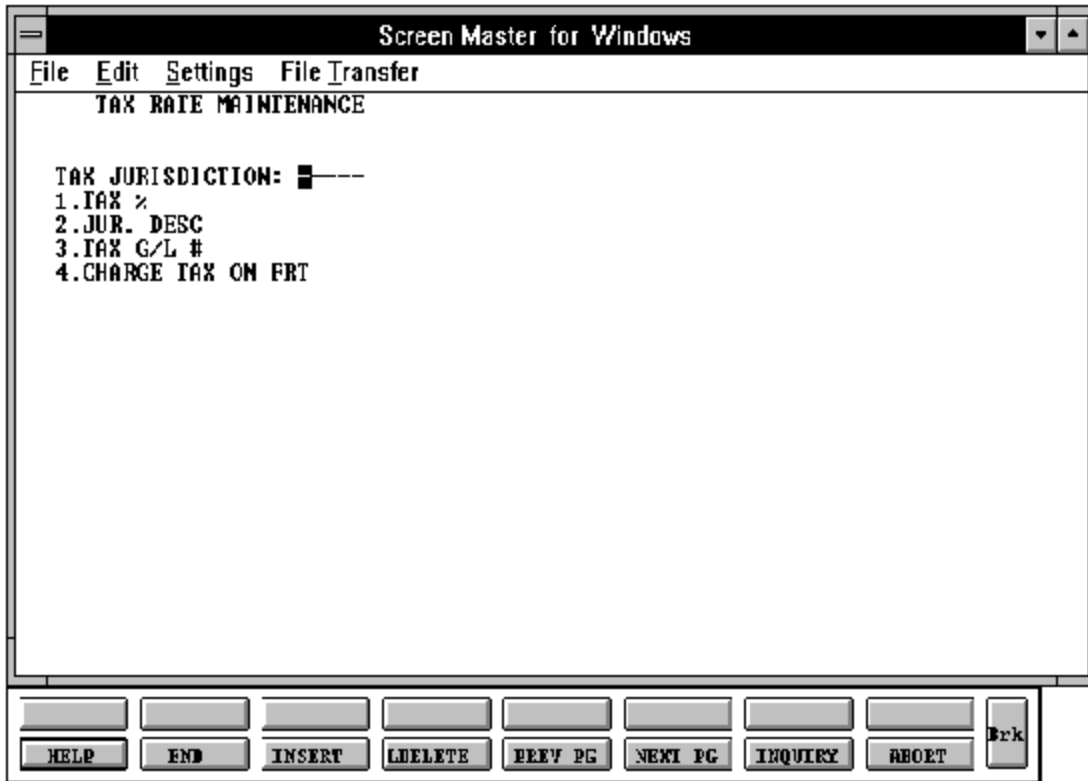 Screen Master for Windows
File Edit Settings File Transfer
TAX RATE MAINTENANCE
TAX JURISDICTION:
1.TAX %
2.JUR. DESC
3.TAX G/L #
4.CHARGE TAX ON FRT
HELP END INSERT LDELETE PREV PG NEXT PG INQUIRY ABORT Brk